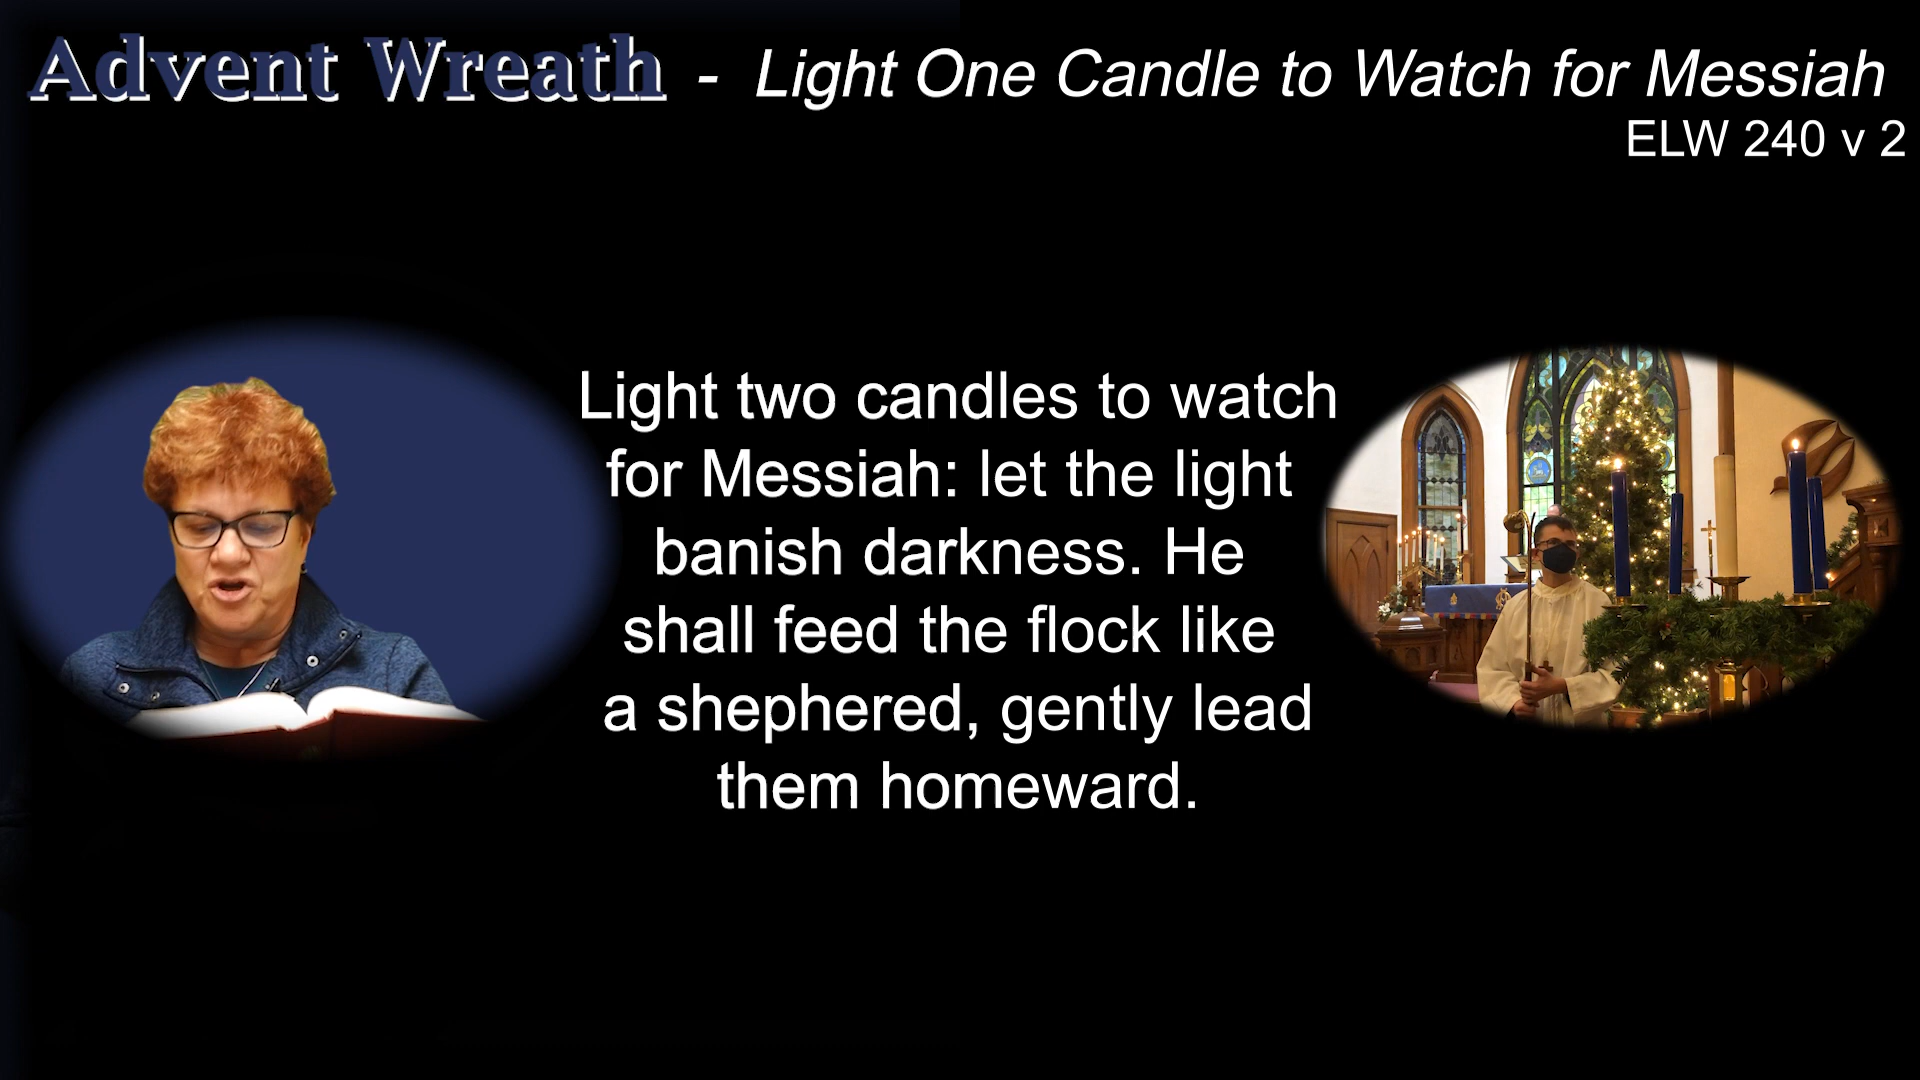 Advent Wreath - Light One Candle to Watch for Messiah
ELW 240 v 2
Light two candles to watch
for Messiah: let the light
banish darkness. He
shall feed the flock like
a shephered, gently lead
them homeward.